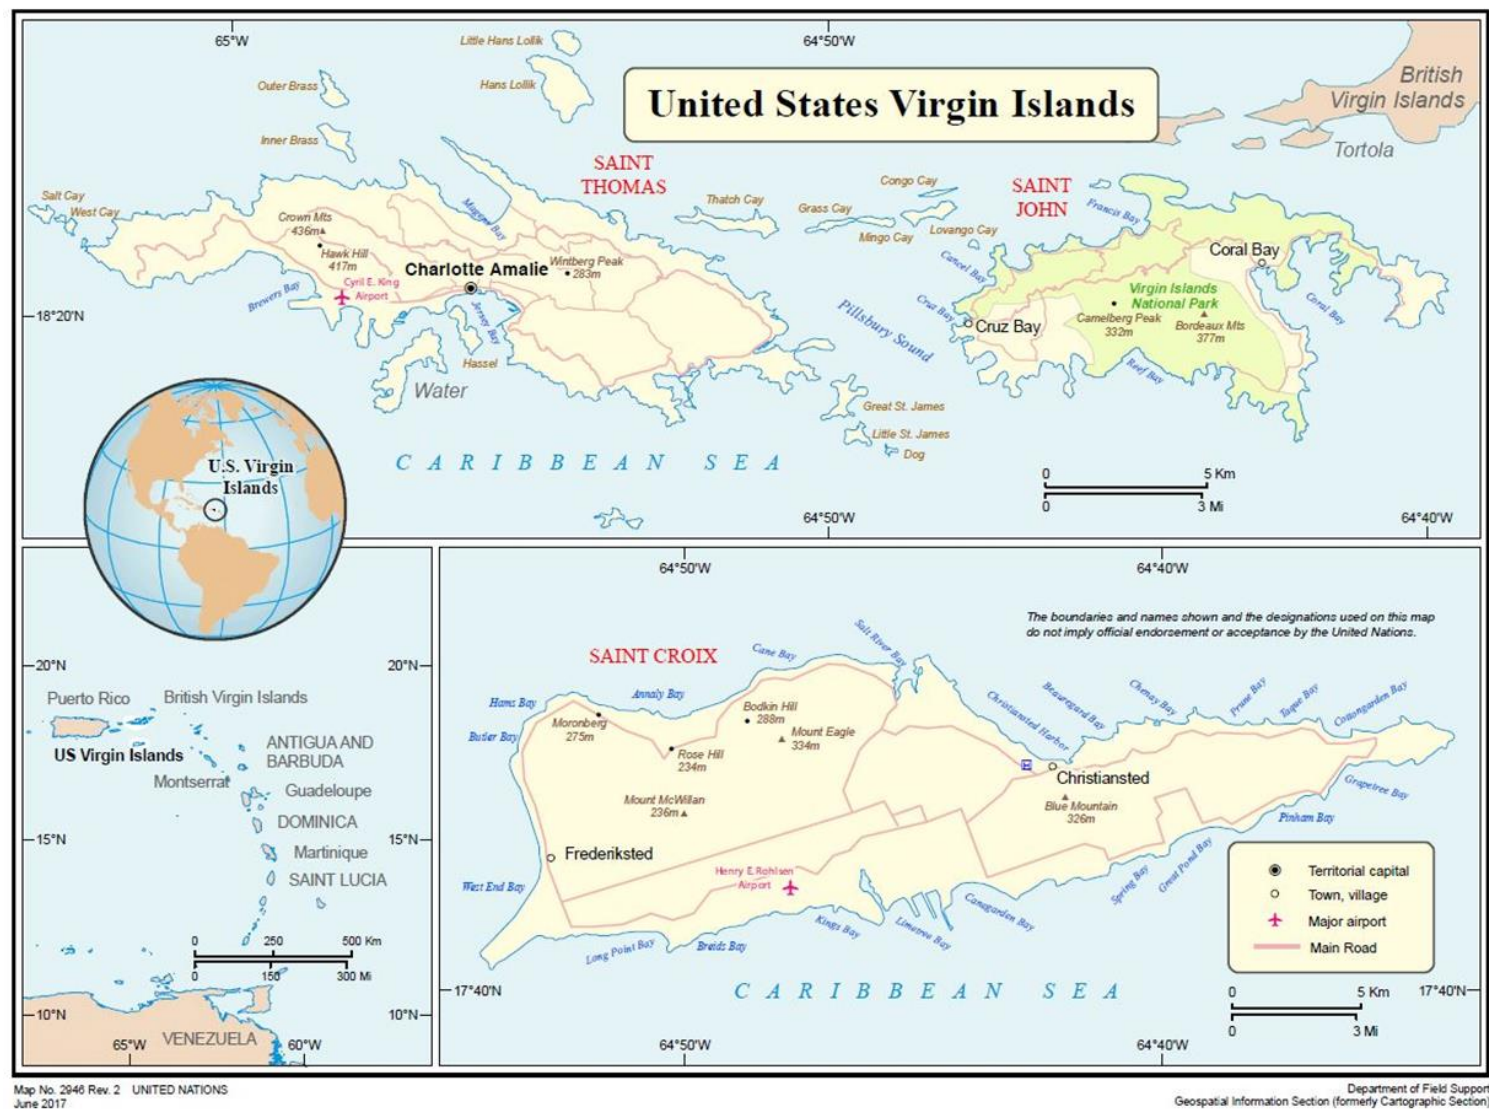 65°W
64°50'W
United States Virgin Islands
British
Virgin Islands
Tortola
Little Hans Lollik
Hans Lollik
Outer Brass
Inner Brass
SAINT
THOMAS
SAINT
JOHN
Salt Cay
West Cay
Crown Mts
436m
Hawk Hill
417m
Magens Bay
Wintberg Peak
283m
Charlotte Amalie
Cyril E. King
Airport
Brewers Bay
Jersey Bay
Hassel
Water
Thatch Cay
Grass Cay
Congo Cay
Mingo Cay
Lovango Cay
Francis Bay
Cancel Bay
Cruz Bay
Cruz Bay
Coral Bay
Coral Bay
Virgin Islands
National Park
Camelberg Peak
332m
Bordeaux Mts
377m
Reef Bay
Pillsbury Sound
18°20'N
Great St. James
Little St. James
Dog
CARIBBEAN SEA
0 5 Km
0 3 Mi
64°50'W
64°40'W
U.S. Virgin
Islands
20°N
20°N
Puerto Rico
British Virgin Islands
US Virgin Islands
ANTIGUA AND
BARBUDA
Montserrat
Guadeloupe
DOMINICA
15°N
15°N
Martinique
SAINT LUCIA
0 250 500 Km
0 150 300 Mi
10°N
10°N
VENEZUELA
65°W
60°W
64°50'W
64°40'W
The boundaries and names shown and the designations used on this map
do not imply official endorsement or acceptance by the United Nations.
SAINT CROIX
Hams Bay
Butler Bay
Annaly Bay
Cane Bay
Salt River Bay
Christiansted Harbor
Beauregard Bay
Chenay Bay
Prune Bay
Teque Bay
Cottongarden Bay
Moronberg
275m
Rose Hill
234m
Bodkin Hill
288m
Mount Eagle
334m
Mount McWillan
236m
H
Christiansted
Blue Mountain
326m
Grapetree Bay
Pinham Bay
Great Pond Bay
Spring Bay
Canegarden Bay
Limetree Bay
Kings Bay
Breids Bay
Long Point Bay
West End Bay
Frederiksted
Henry E.Rohlsen
Airport
Territorial capital
Town, village
Major airport
Main Road
17°40'N
CARIBBEAN SEA
0 5 Km
0 3 Mi
17°40'N
64°50'W
64°40'W
Map No. 2946 Rev. 2 UNITED NATIONS
June 2017
Department of Field Support
Geospatial Information Section (formerly Cartographic Section)